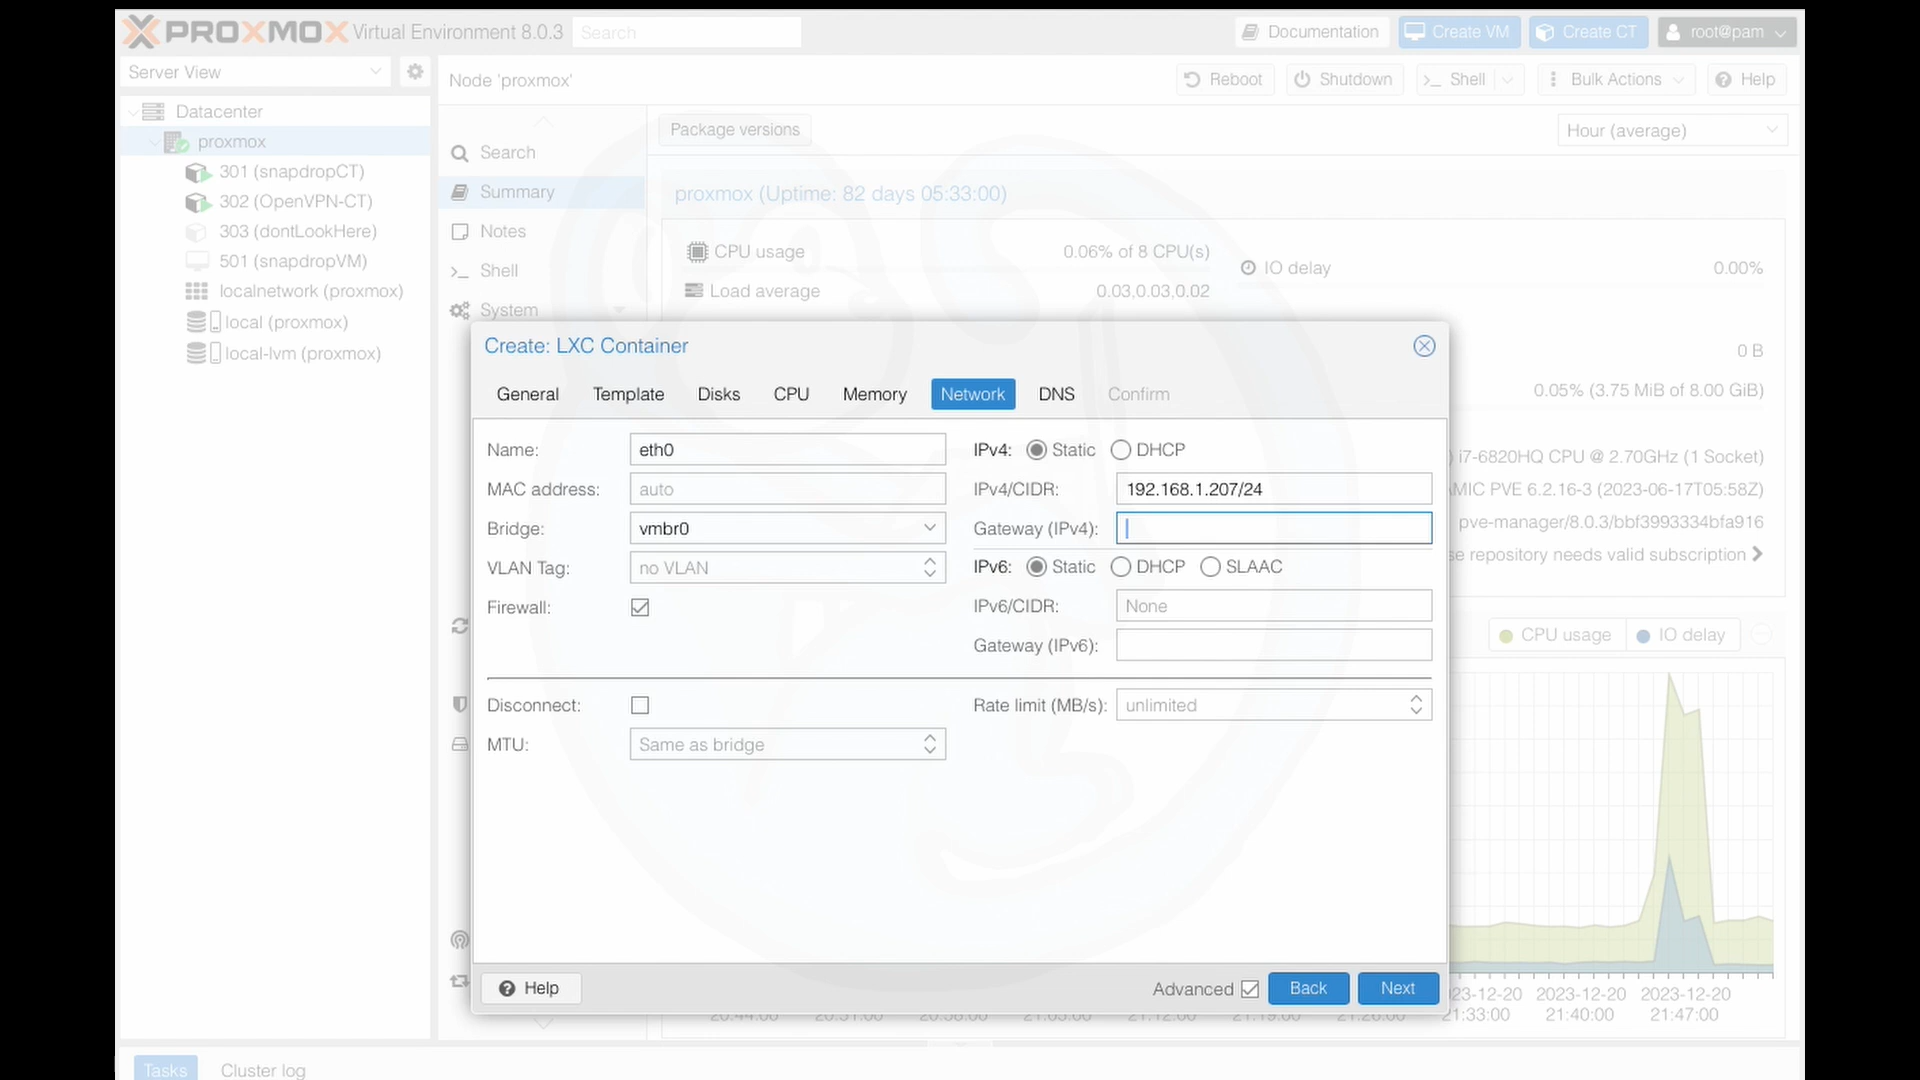 PROXMOX Virtual Environment 8.0.3 Search Documentation Create VM Create CT root@pam
Server View
Node 'proxmox' Reboot Shutdown Shell Bulk Actions Help
Datacenter
proxmox
301 (snapdropCT)
302 (OpenVPN-CT)
303 (dontLookHere)
501 (snapdropVM)
localnetwork (proxmox)
local (proxmox)
local-lvm (proxmox)
Search
Summary
Notes
Shell
System
Package versions Hour (average)
proxmox (Uptime: 82 days 05:33:00)
CPU usage 0.06% of 8 CPU(s)
IO delay 0.00%
Load average 0.03,0.03,0.02
0 B
0.05% (3.75 MiB of 8.00 GiB)
i7-6820HQ CPU @ 2.70GHz (1 Socket)
PVE 6.2.16-3 (2023-06-17T05:58Z)
pve-manager/8.0.3/bbf3993334bfa916
repository needs valid subscription
CPU usage IO delay
Create: LXC Container
General Template Disks CPU Memory Network DNS Confirm
Name: eth0
MAC address: auto
Bridge: vmbr0
VLAN Tag: no VLAN
Firewall:
IPv4: Static DHCP
IPv4/CIDR: 192.168.1.207/24
Gateway (IPv4):
IPv6: Static DHCP SLAAC
IPv6/CIDR: None
Gateway (IPv6):
Disconnect:
MTU: Same as bridge
Rate limit (MB/s): unlimited
Help Advanced Back Next
2023-12-20 2023-12-20
21:33:00 21:40:00 21:47:00
Tasks Cluster log